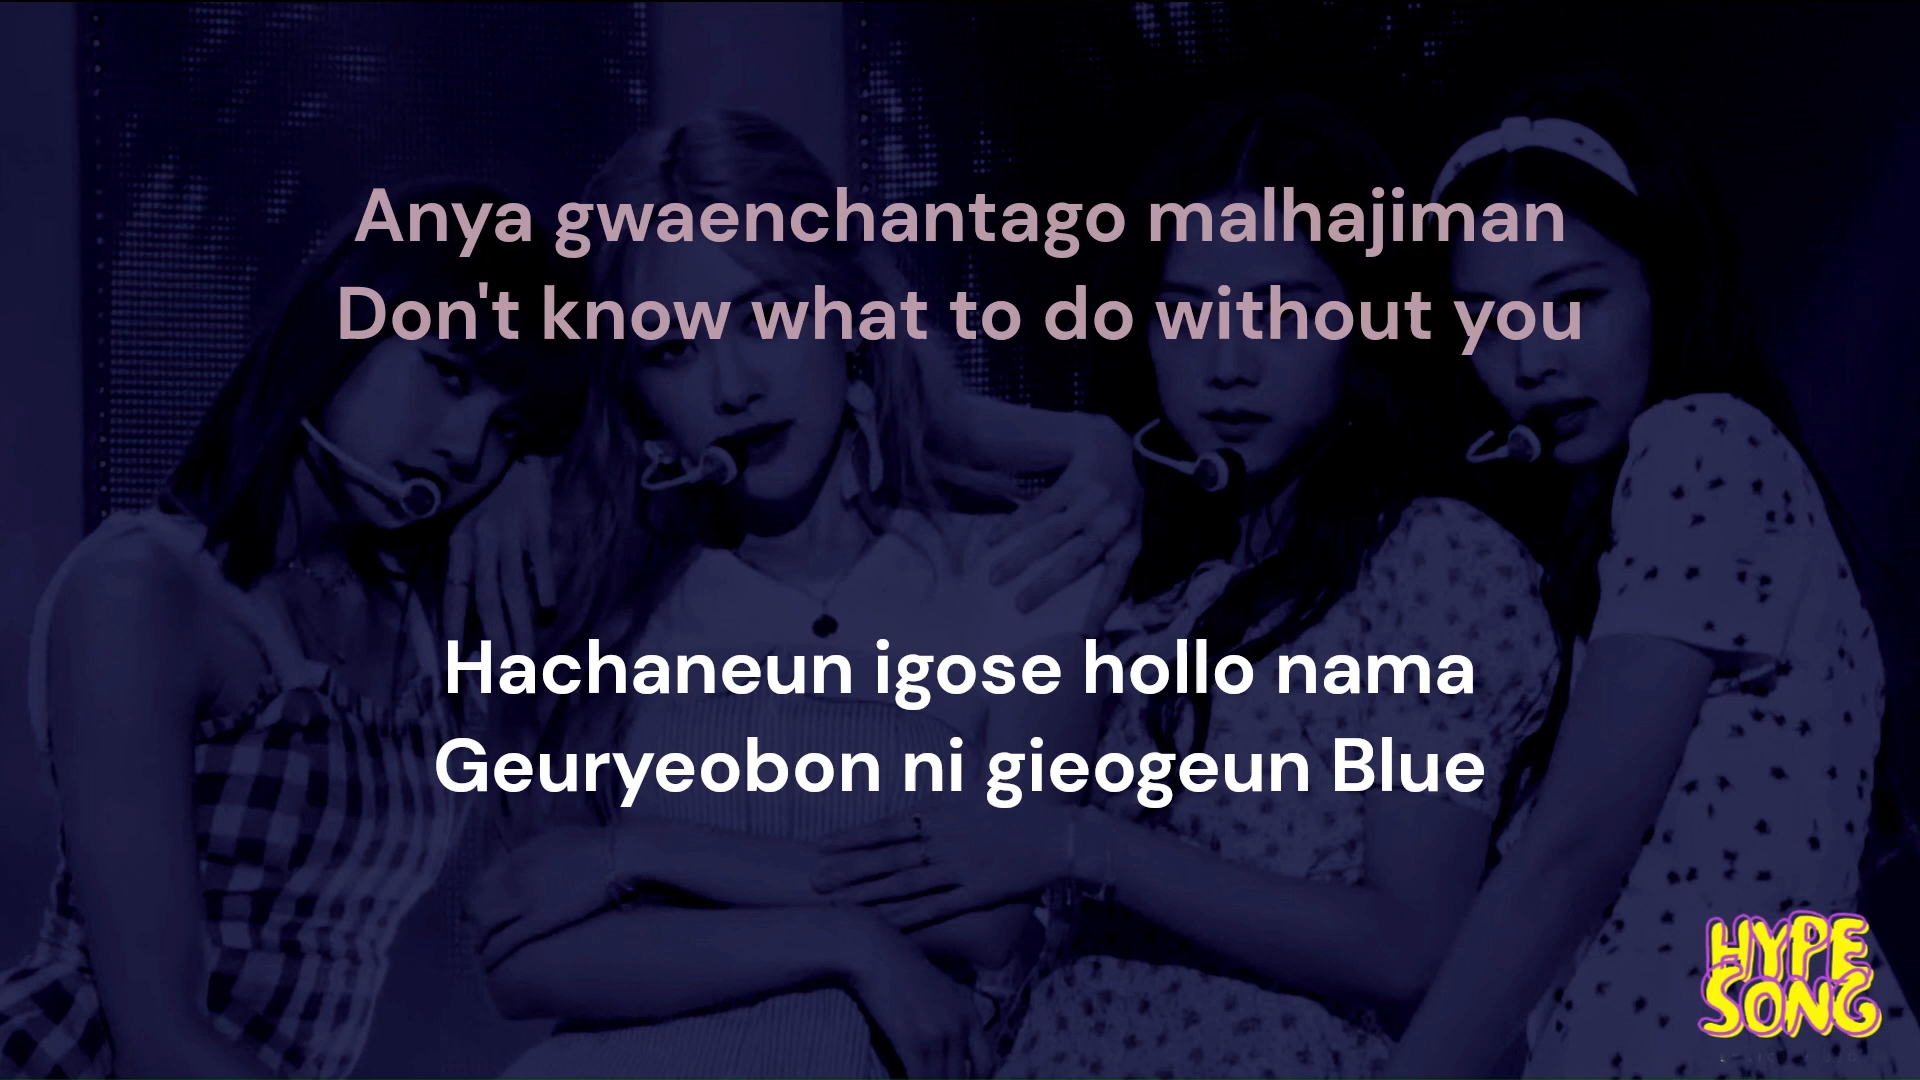 Anya gwaenchantago malhajiman
Don't know what to do without you
Hachaneun igose hollo nama
Geuryeobon ni gieogeun Blue
HYPE
SONG